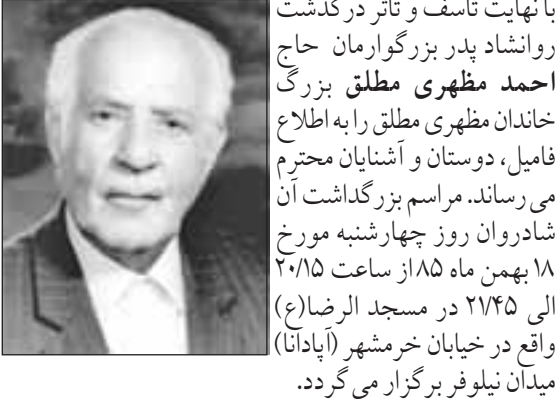 با نهایت تاسف و تاثر درگذشت
روانشاد پدر بزرگوارمان حاج
احمد مظهری مطلق بزرگ
خاندان مظهری مطلق را به اطلاع
فامیل، دوستان و آشنایان محترم
می رساند. مراسم بزرگداشت آن
شادروان روز چهارشنبه مورخ
۱۸ بهمن ماه ۸۵ از ساعت ۲۰/۱۵
الی ۲۱/۴۵ در مسجد الرضا(ع)
واقع در خیابان خرمشهر (آپادانا)
میدان نیلوفر برگزار می گردد.